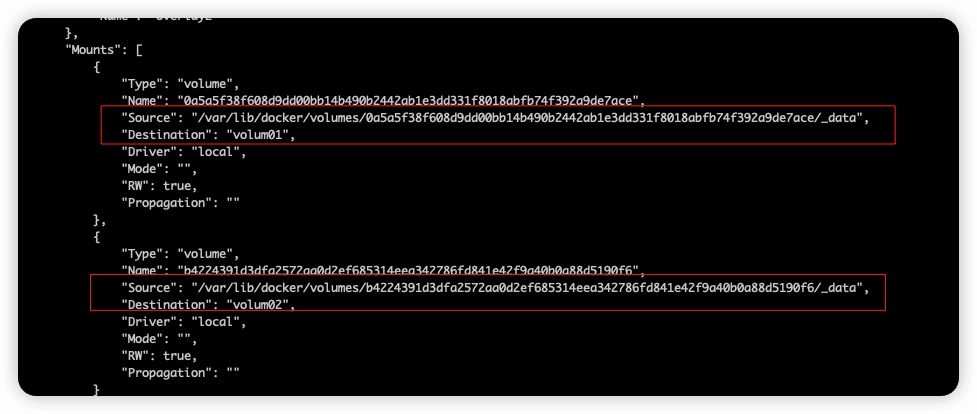 "Name": "overlay2"
},
"Mounts": [
{
"Type": "volume",
"Name": "0a5a5f38f608d9dd00bb14b490b2442ab1e3dd331f8018abfb74f392a9de7ace",
"Source": "/var/lib/docker/volumes/0a5a5f38f608d9dd00bb14b490b2442ab1e3dd331f8018abfb74f392a9de7ace/_data",
"Destination": "volum01",
"Driver": "local",
"Mode": "",
"RW": true,
"Propagation": ""
},
{
"Type": "volume",
"Name": "b4224391d3dfa2572aa0d2ef685314eea342786fd841e42f9a40b0a88d5190f6",
"Source": "/var/lib/docker/volumes/b4224391d3dfa2572aa0d2ef685314eea342786fd841e42f9a40b0a88d5190f6/_data",
"Destination": "volum02",
"Driver": "local",
"Mode": "",
"RW": true,
"Propagation": ""
}